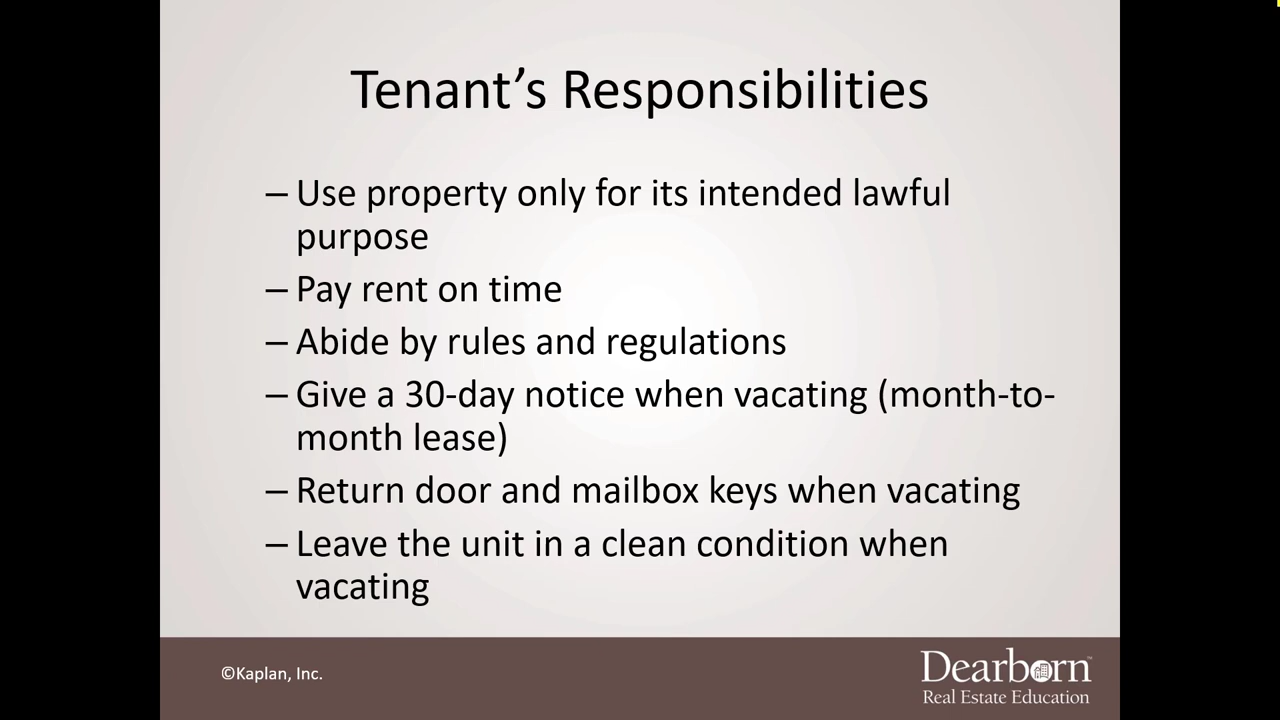 Tenant’s Responsibilities
– Use property only for its intended lawful
purpose
– Pay rent on time
– Abide by rules and regulations
– Give a 30-day notice when vacating (month-to-
month lease)
– Return door and mailbox keys when vacating
– Leave the unit in a clean condition when
vacating
©Kaplan, Inc.
Dearborn™
Real Estate Education